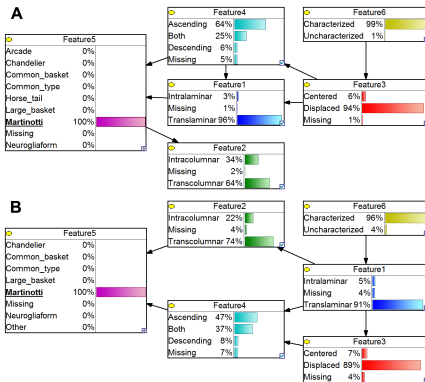 A
Feature5
Arcade 0%
Chandelier 0%
Common_basket 0%
Common_type 0%
Horse_tail 0%
Large_basket 0%
Martinotti 100%
Missing 0%
Neurogliaform 0%
Feature4
Ascending 64%
Both 25%
Descending 6%
Missing 5%
Feature6
Characterized 99%
Uncharacterized 1%
Feature1
Intralaminar 3%
Missing 1%
Translaminar 96%
Feature3
Centered 6%
Displaced 94%
Missing 1%
Feature2
Intracolumnar 34%
Missing 2%
Transcolumnar 64%
B
Feature5
Chandelier 0%
Common_basket 0%
Common_type 0%
Large_basket 0%
Martinotti 100%
Missing 0%
Neurogliaform 0%
Other 0%
Feature2
Intracolumnar 22%
Missing 4%
Transcolumnar 74%
Feature6
Characterized 96%
Uncharacterized 4%
Feature1
Intralaminar 5%
Missing 4%
Translaminar 91%
Feature4
Ascending 47%
Both 37%
Descending 8%
Missing 7%
Feature3
Centered 7%
Displaced 89%
Missing 4%